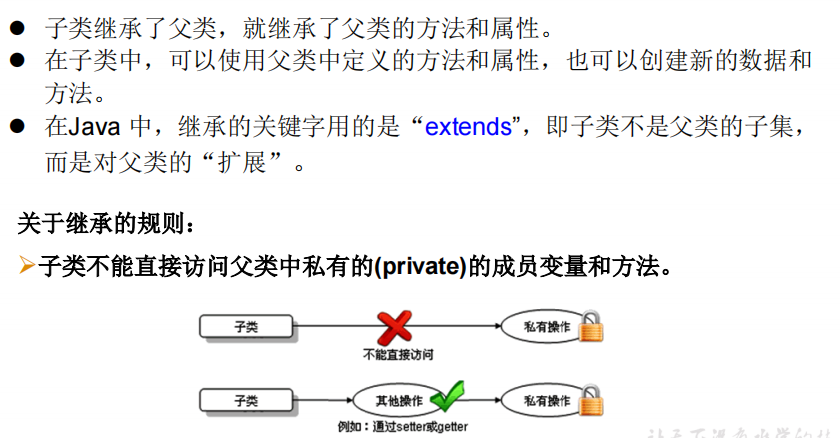 ● 子类继承了父类，就继承了父类的方法和属性。
● 在子类中，可以使用父类中定义的方法和属性，也可以创建新的数据和
方法。
● 在Java 中，继承的关键字用的是“extends”，即子类不是父类的子集，
而是对父类的“扩展”。
关于继承的规则：
➢子类不能直接访问父类中私有的(private)的成员变量和方法。
子类
私有操作
不能直接访问
子类
其他操作
私有操作
例如：通过setter或getter